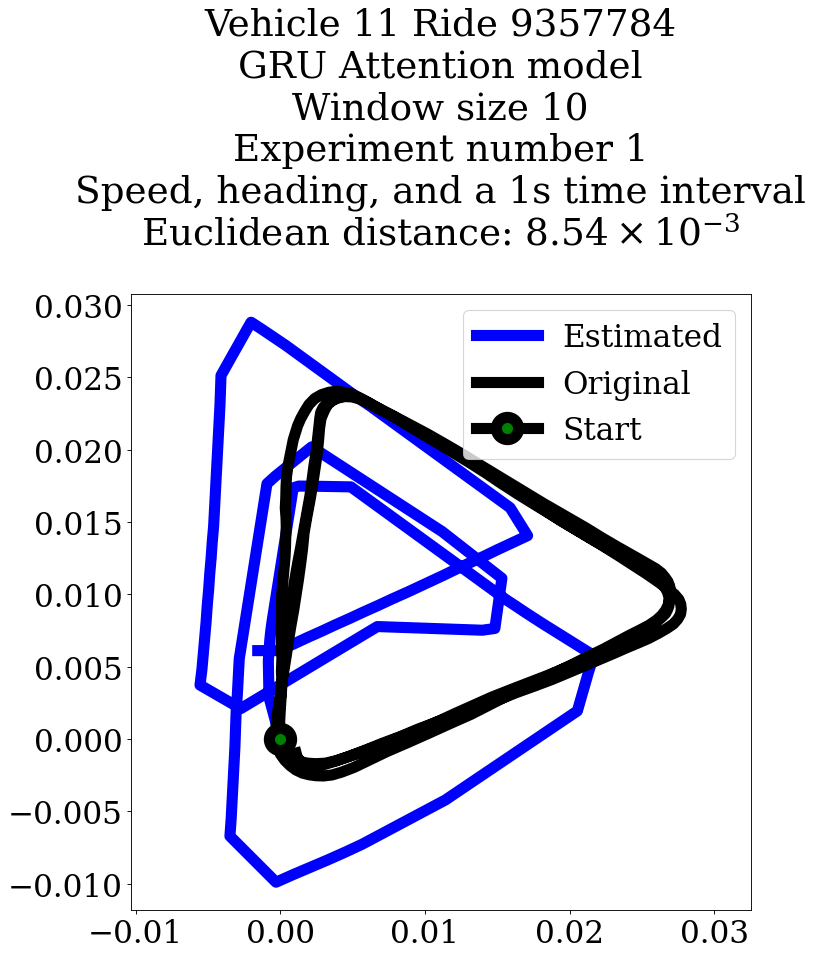 Vehicle 11 Ride 9357784
GRU Attention model
Window size 10
Experiment number 1
Speed, heading, and a 1s time interval
Euclidean distance: 8.54 × 10⁻³
0.030
0.025
0.020
0.015
0.010
0.005
0.000
−0.005
−0.010
Estimated
Original
Start
−0.01
0.00
0.01
0.02
0.03